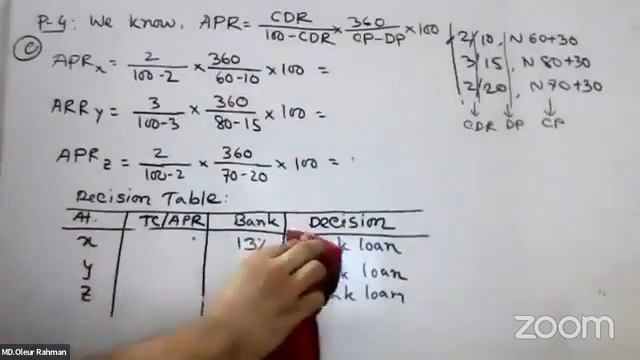 P-4: We know, APR = CDR/100-CDR × 360/CP-DP × 100
2/10, N 60+30
3/15, N 80+30
2/20, N 70+30
CDR DP CP
C
APRx = 2/100-2 × 360/60-10 × 100 =
ARRy = 3/100-3 × 360/80-15 × 100 =
APRz = 2/100-2 × 360/70-20 × 100 =
Decision Table:
At. TC/APR Bank Decision
x 13% loan
y loan
z loan
MD.Oleur Rahman
zoom